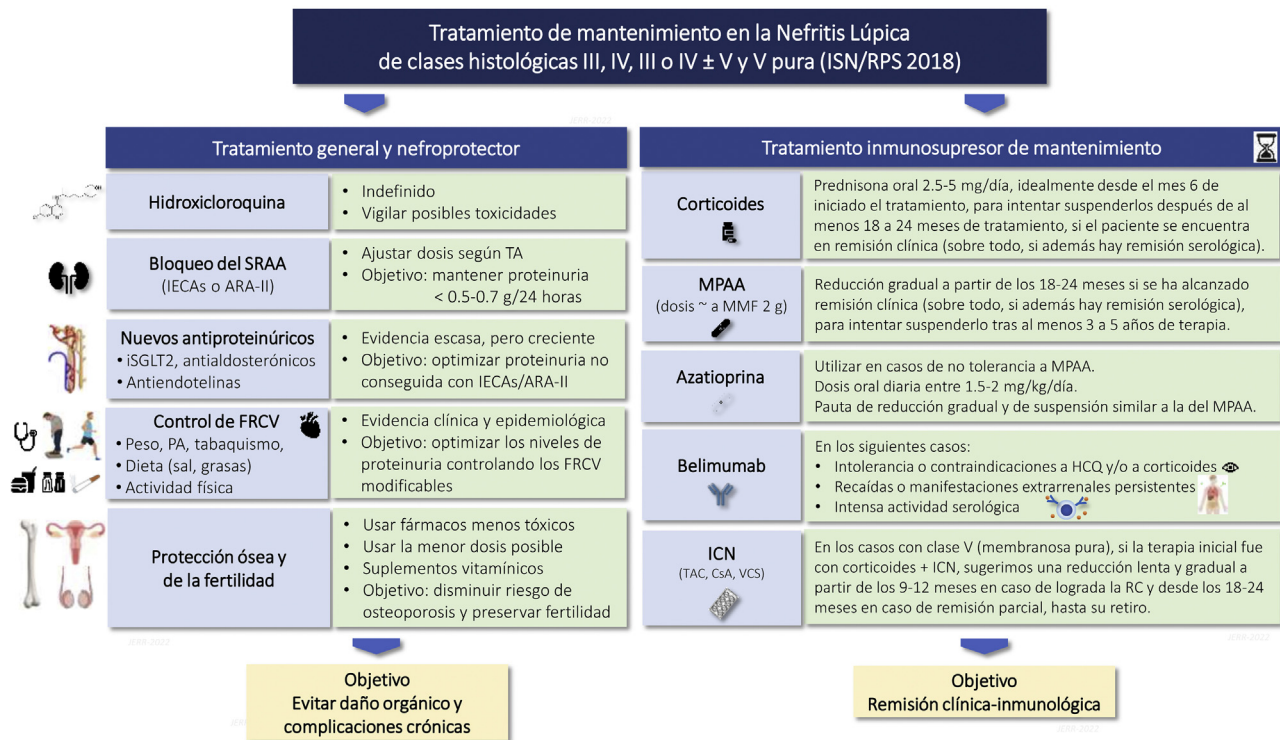 Tratamiento de mantenimiento en la Nefritis Lúpica
de clases histológicas III, IV, III o IV ± V y V pura (ISN/RPS 2018)
JERR-2022
Tratamiento general y nefroprotector
Hidroxicloroquina
• Indefinido
• Vigilar posibles toxicidades
Bloqueo del SRAA
(IECAs o ARA-II)
• Ajustar dosis según TA
• Objetivo: mantener proteinuria
< 0.5-0.7 g/24 horas
Nuevos antiproteinúricos
• iSGLT2, antialdosterónicos
• Antiendotelinas
• Evidencia escasa, pero creciente
• Objetivo: optimizar proteinuria no
conseguida con IECAs/ARA-II
Control de FRCV
• Peso, PA, tabaquismo,
• Dieta (sal, grasas)
• Actividad física
• Evidencia clínica y epidemiológica
• Objetivo: optimizar los niveles de
proteinuria controlando los FRCV
modificables
Protección ósea y
de la fertilidad
• Usar fármacos menos tóxicos
• Usar la menor dosis posible
• Suplementos vitamínicos
• Objetivo: disminuir riesgo de
osteoporosis y preservar fertilidad
JERR-2022
Objetivo
Evitar daño orgánico y
complicaciones crónicas
Tratamiento inmunosupresor de mantenimiento
Corticoides
Prednisona oral 2.5-5 mg/día, idealmente desde el mes 6 de
iniciado el tratamiento, para intentar suspenderlos después de al
menos 18 a 24 meses de tratamiento, si el paciente se encuentra
en remisión clínica (sobre todo, si además hay remisión serológica).
MPAA
(dosis ~ a MMF 2 g)
Reducción gradual a partir de los 18-24 meses si se ha alcanzado
remisión clínica (sobre todo, si además hay remisión serológica),
para intentar suspenderlo tras al menos 3 a 5 años de terapia.
Azatioprina
Utilizar en casos de no tolerancia a MPAA.
Dosis oral diaria entre 1.5-2 mg/kg/día.
Pauta de reducción gradual y de suspensión similar a la del MPAA.
Belimumab
En los siguientes casos:
• Intolerancia o contraindicaciones a HCQ y/o a corticoides
• Recaídas o manifestaciones extrarrenales persistentes
• Intensa actividad serológica
ICN
(TAC, CsA, VCS)
En los casos con clase V (membranosa pura), si la terapia inicial fue
con corticoides + ICN, sugerimos una reducción lenta y gradual a
partir de los 9-12 meses en caso de lograda la RC y desde los 18-24
meses en caso de remisión parcial, hasta su retiro.
JERR-2022
Objetivo
Remisión clínica-inmunológica
JERR-2022